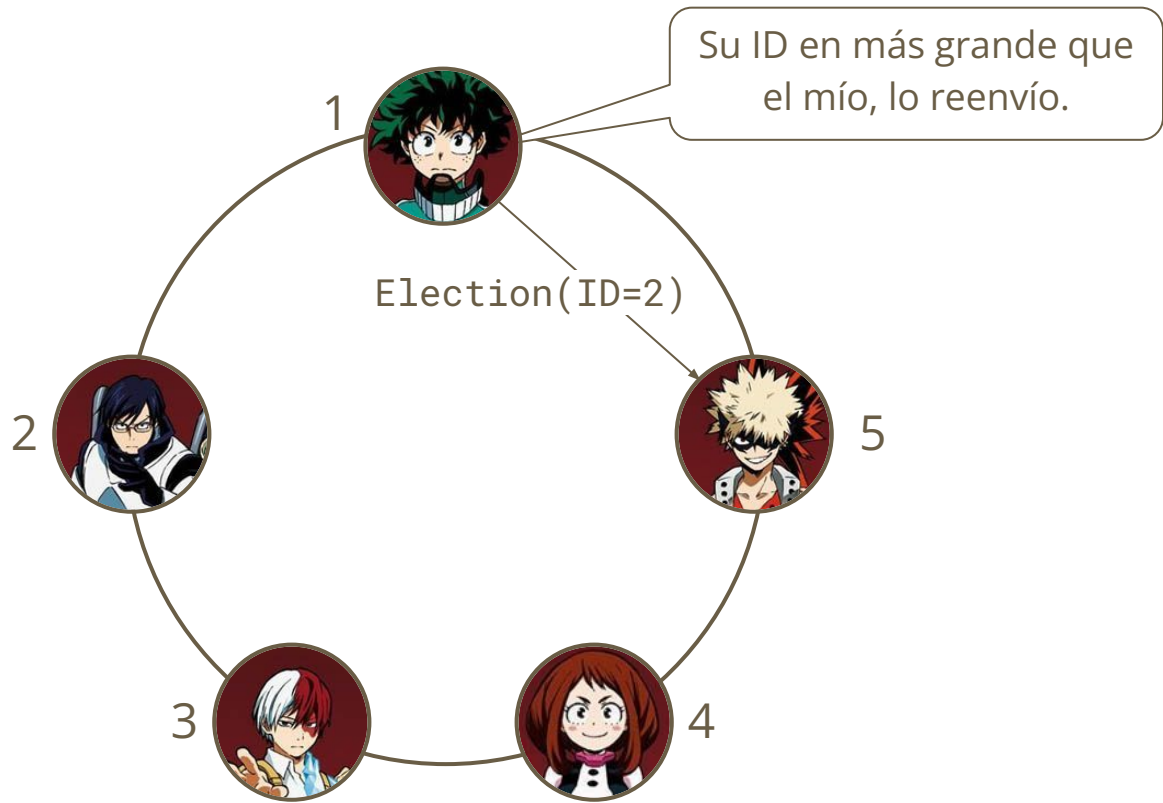 Su ID en más grande que
el mío, lo reenvío.
1
Election(ID=2)
2
5
3
4